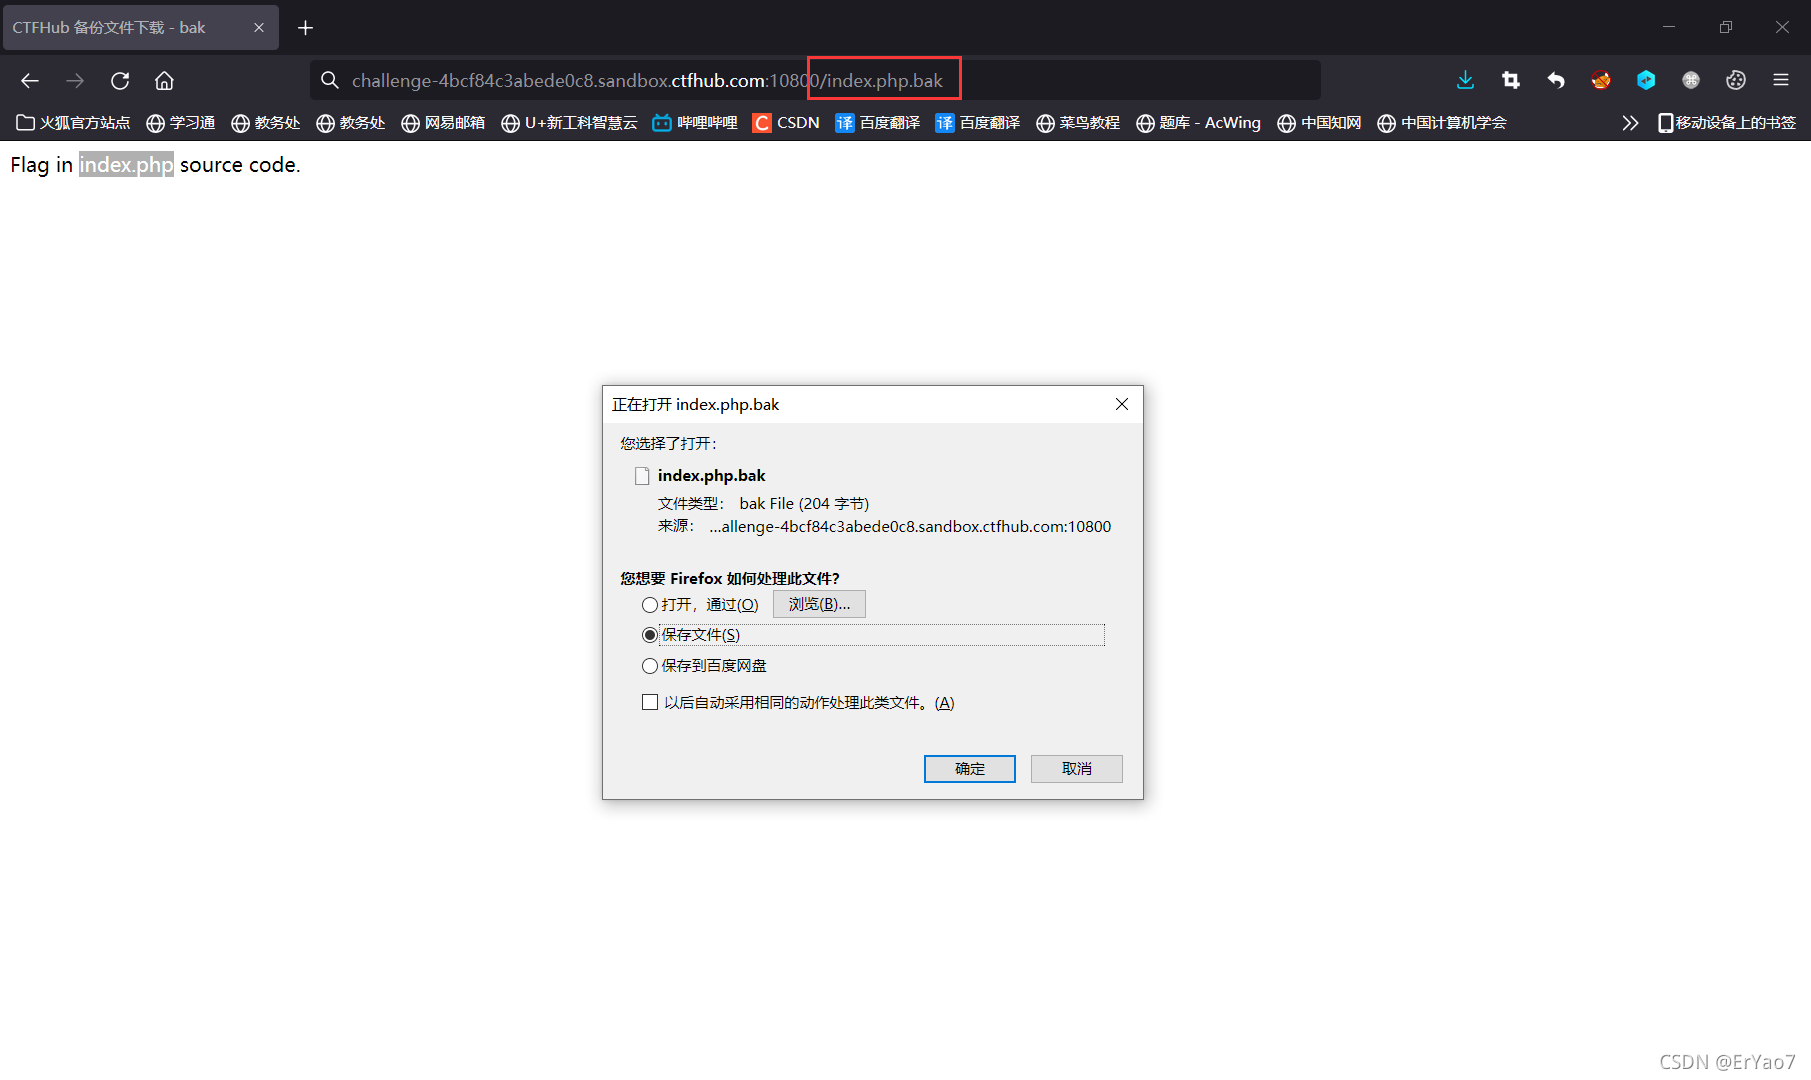 CTFHub 备份文件下载 - bak
challenge-4bcf84c3abede0c8.sandbox.ctfhub.com:10800/index.php.bak
火狐官方站点 学习通 教务处 教务处 网易邮箱 U+新工科智慧云 哔哩哔哩 C CSDN 译 百度翻译 译 百度翻译 菜鸟教程 题库 - AcWing 中国知网 中国计算机学会 移动设备上的书签
Flag in index.php source code.
正在打开 index.php.bak
您选择了打开：
index.php.bak
文件类型： bak File (204 字节)
来源： ...allenge-4bcf84c3abede0c8.sandbox.ctfhub.com:10800
您想要 Firefox 如何处理此文件？
打开，通过(O) 浏览(B)...
保存文件(S)
保存到百度网盘
以后自动采用相同的动作处理此类文件。(A)
确定 取消
CSDN @ErYao7